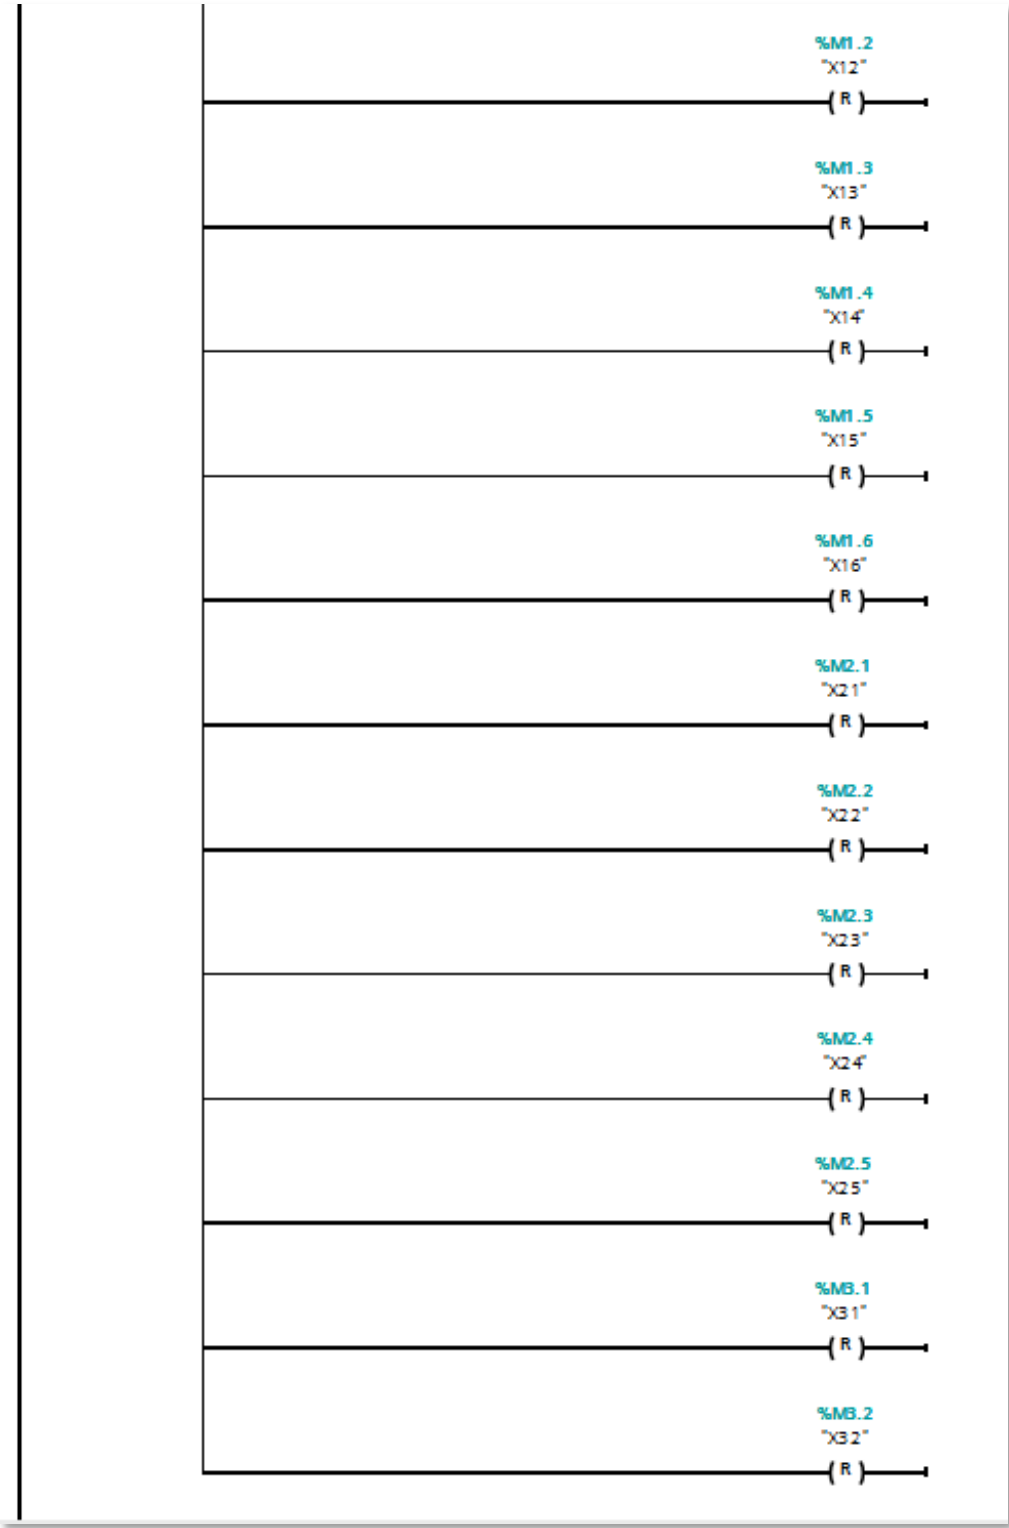 %M1.2
"X12"
( R )
%M1.3
"X13"
( R )
%M1.4
"X14"
( R )
%M1.5
"X15"
( R )
%M1.6
"X16"
( R )
%M2.1
"X21"
( R )
%M2.2
"X22"
( R )
%M2.3
"X23"
( R )
%M2.4
"X24"
( R )
%M2.5
"X25"
( R )
%M3.1
"X31"
( R )
%M3.2
"X32"
( R )